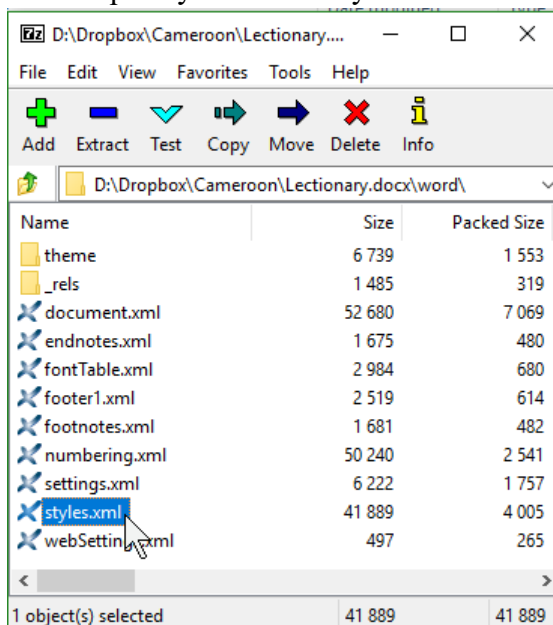 D:\Dropbox\Cameroon\Lectionary....
File Edit View Favorites Tools Help
Add Extract Test Copy Move Delete Info
D:\Dropbox\Cameroon\Lectionary.docx\word\
Name Size Packed Size
theme 6 739 1 553
_rels 1 485 319
document.xml 52 680 7 069
endnotes.xml 1 675 480
fontTable.xml 2 984 680
footer1.xml 2 519 614
footnotes.xml 1 681 482
numbering.xml 50 240 2 541
settings.xml 6 222 1 757
styles.xml 41 889 4 005
497 265
1 object(s) selected 41 889 41 889